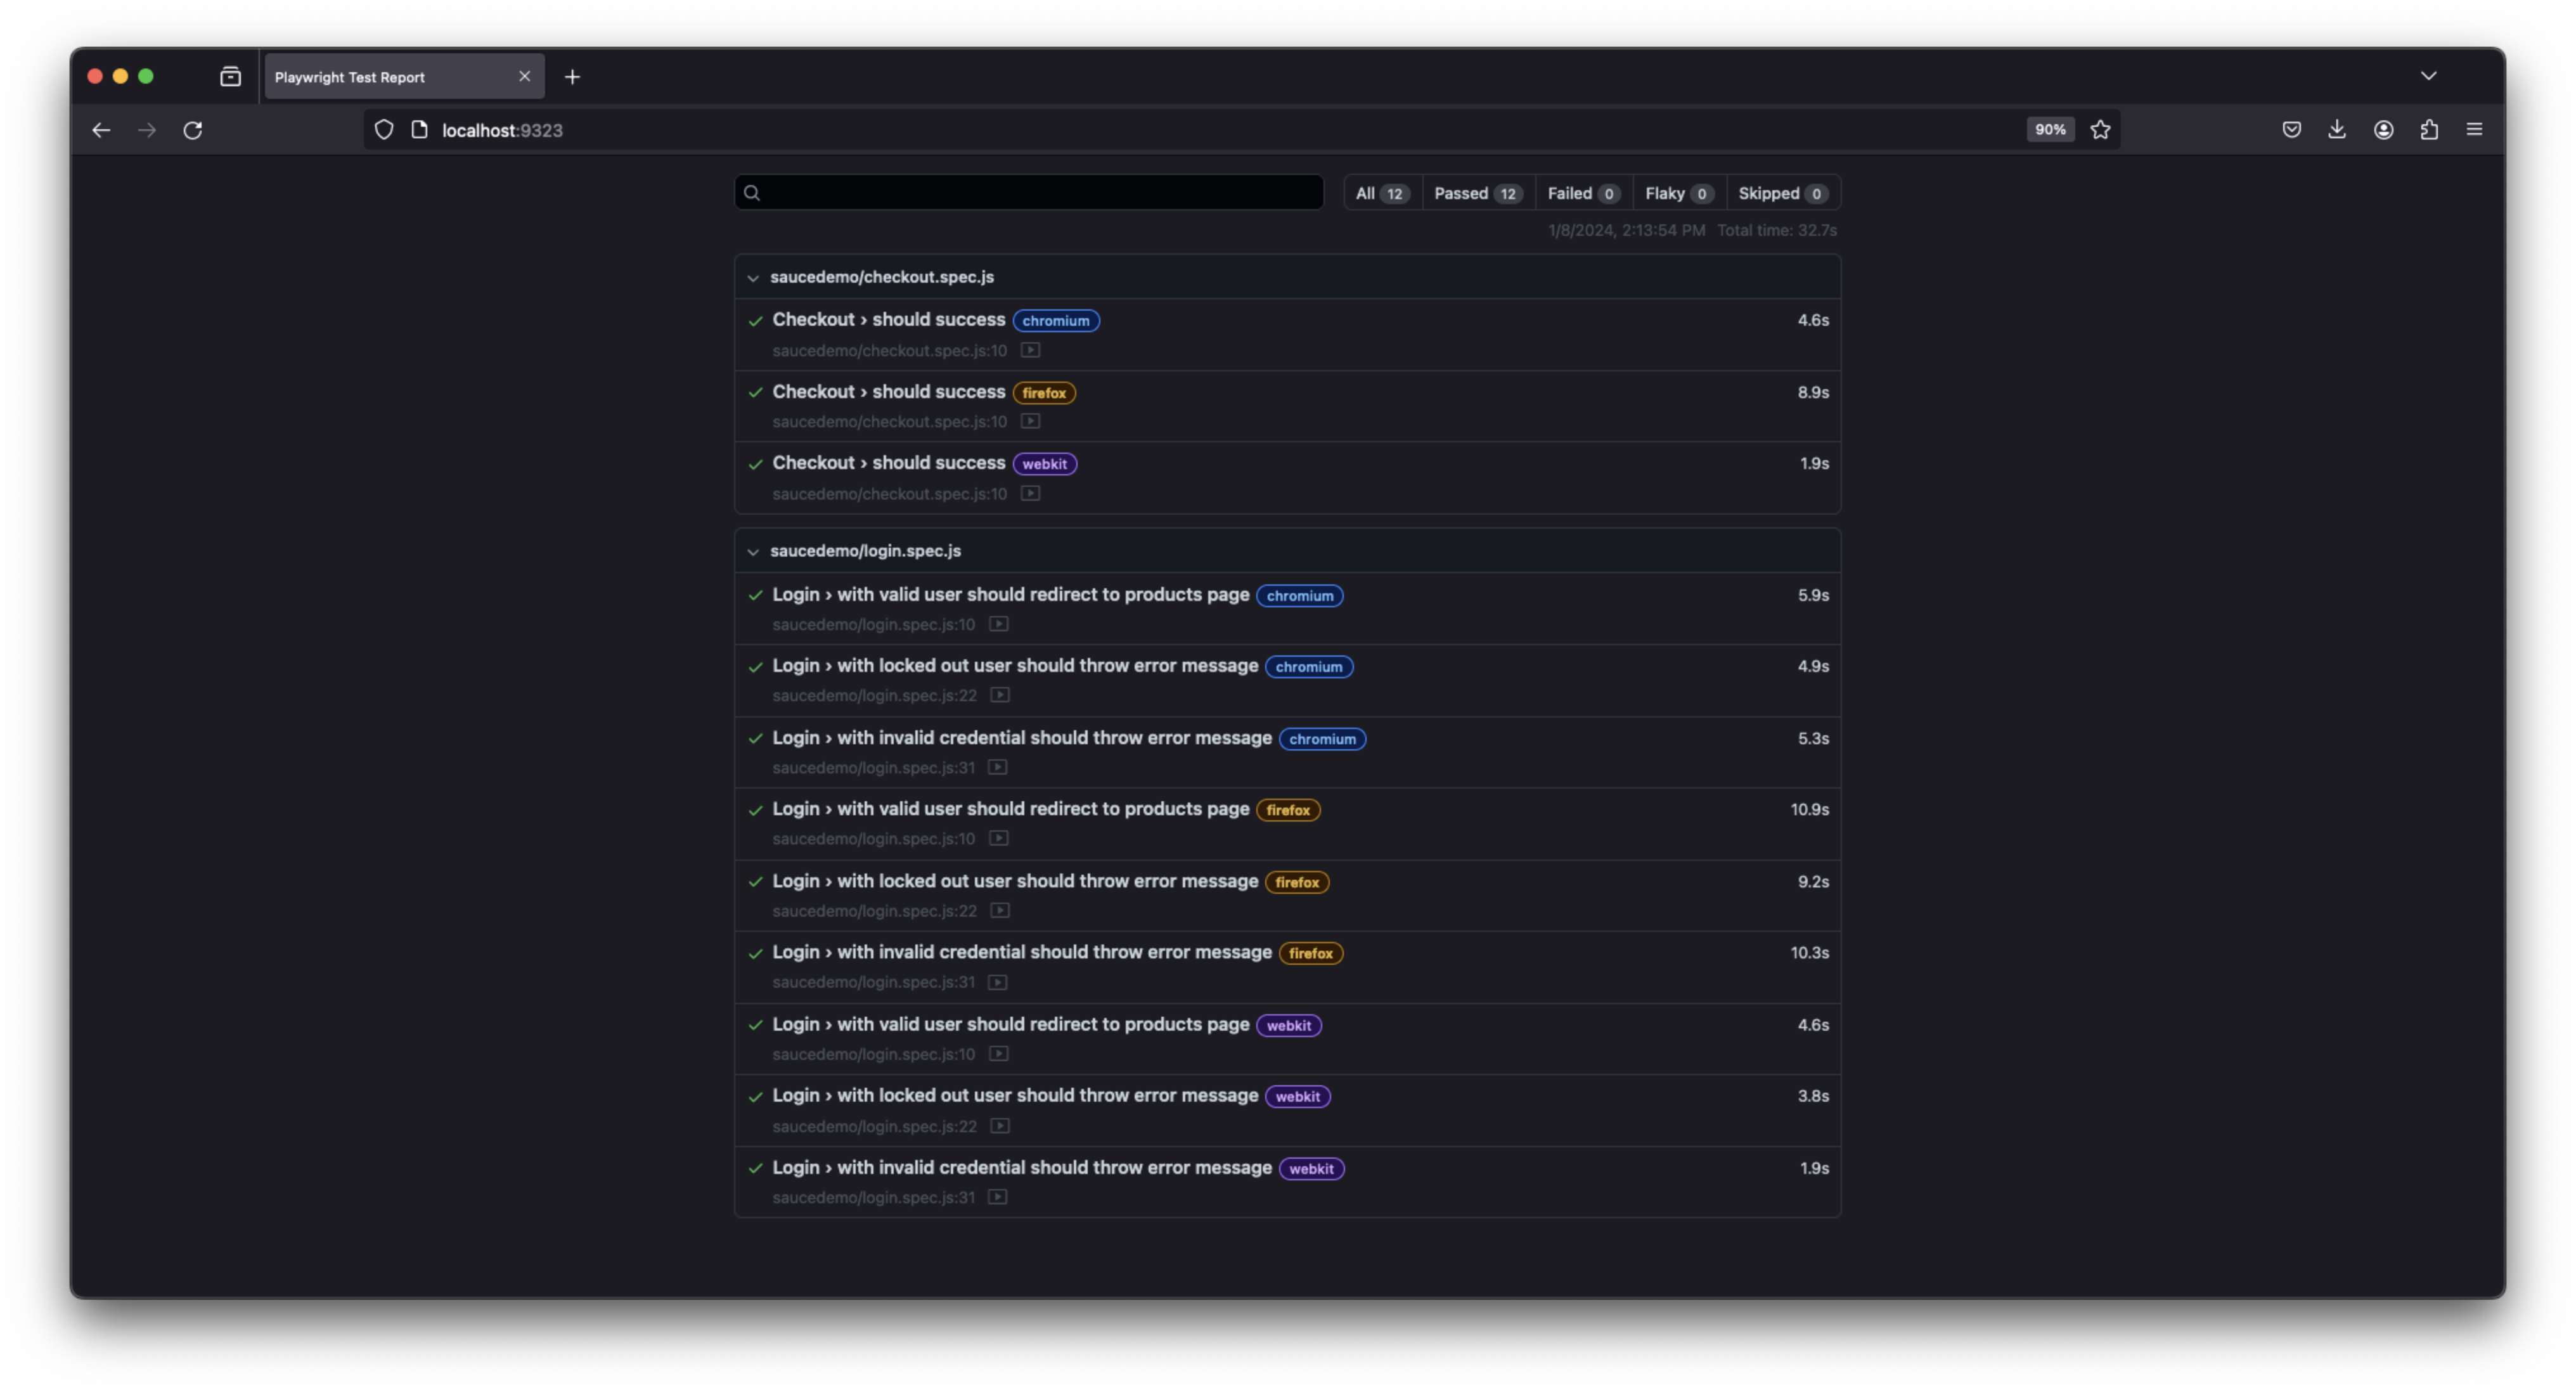 Playwright Test Report
localhost:9323
90%
All 12 Passed 12 Failed 0 Flaky 0 Skipped 0
1/8/2024, 2:13:54 PM Total time: 32.7s
saucedemo/checkout.spec.js
Checkout › should success chromium 4.6s
saucedemo/checkout.spec.js:10
Checkout › should success firefox 8.9s
saucedemo/checkout.spec.js:10
Checkout › should success webkit 1.9s
saucedemo/checkout.spec.js:10
saucedemo/login.spec.js
Login › with valid user should redirect to products page chromium 5.9s
saucedemo/login.spec.js:10
Login › with locked out user should throw error message chromium 4.9s
saucedemo/login.spec.js:22
Login › with invalid credential should throw error message chromium 5.3s
saucedemo/login.spec.js:31
Login › with valid user should redirect to products page firefox 10.9s
saucedemo/login.spec.js:10
Login › with locked out user should throw error message firefox 9.2s
saucedemo/login.spec.js:22
Login › with invalid credential should throw error message firefox 10.3s
saucedemo/login.spec.js:31
Login › with valid user should redirect to products page webkit 4.6s
saucedemo/login.spec.js:10
Login › with locked out user should throw error message webkit 3.8s
saucedemo/login.spec.js:22
Login › with invalid credential should throw error message webkit 1.9s
saucedemo/login.spec.js:31